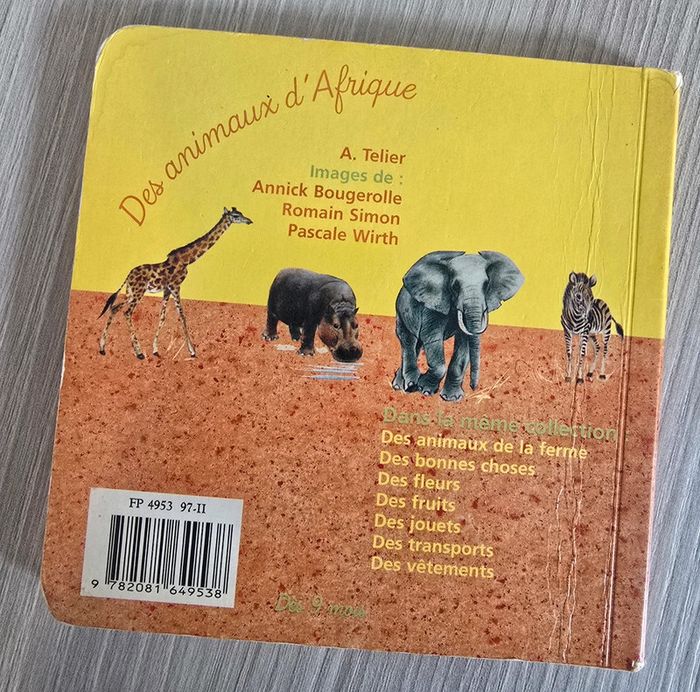 Des animaux d'Afrique
A. Telier
Images de :
Annick Bougerolle
Romain Simon
Pascale Wirth
Dans la même collection :
Des animaux de la ferme
Des bonnes choses
Des fleurs
Des fruits
Des jouets
Des transports
Des vêtements
FP 4953 97-II
9 782081 649538
Dès 9 mois